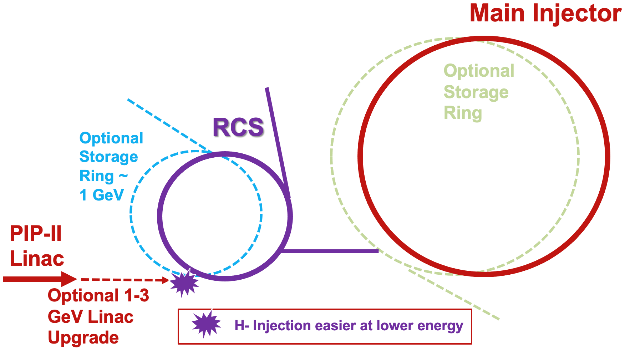 Main Injector
Optional
Storage
Ring
RCS
Optional
Storage
Ring ~
1 GeV
PIP-II
Linac
Optional 1-3
GeV Linac
Upgrade
H- Injection easier at lower energy